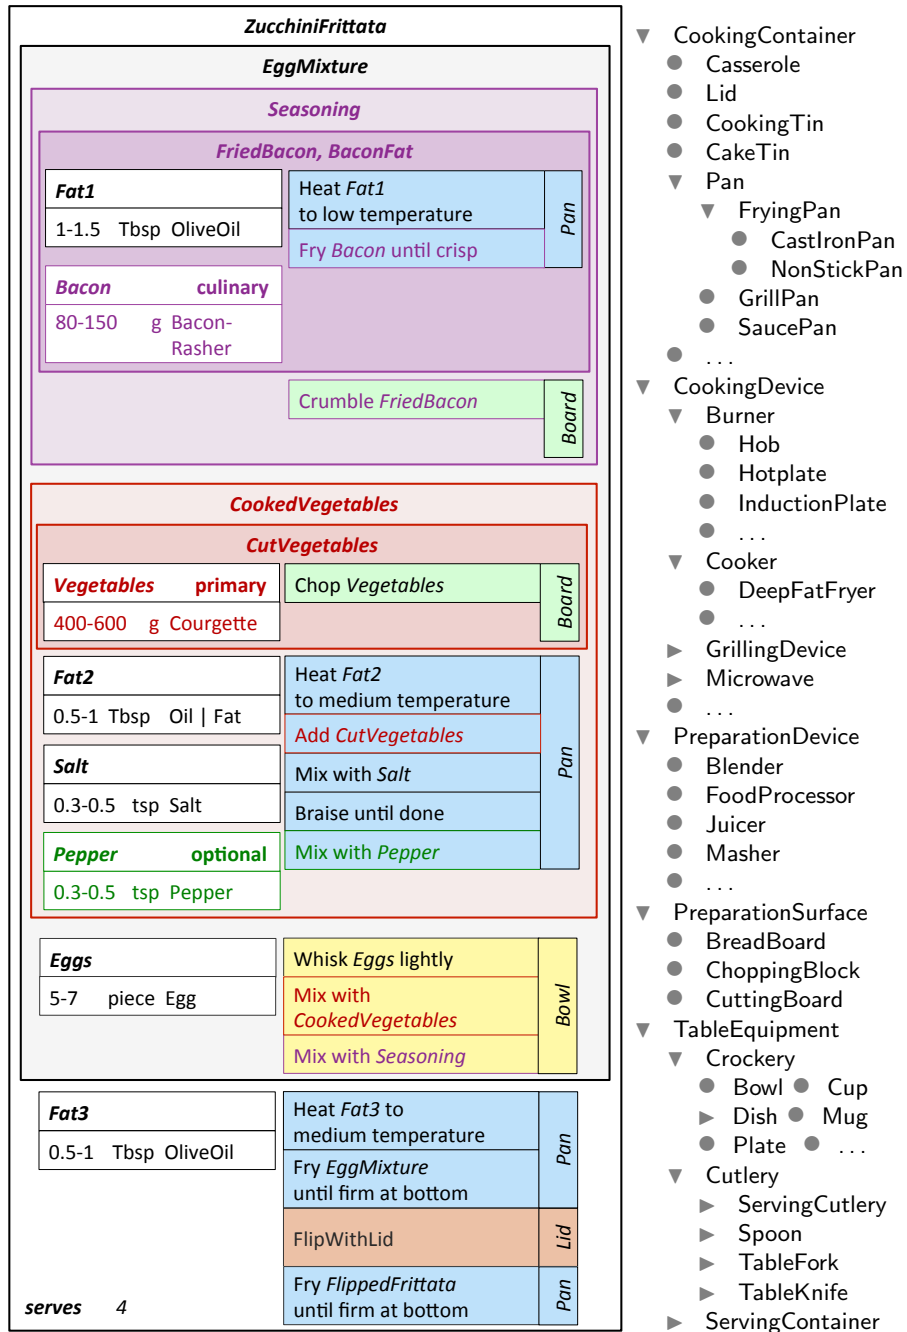 ZucchiniFrittata
EggMixture
Seasoning
FriedBacon, BaconFat
Fat1
1-1.5 Tbsp OliveOil
Heat Fat1
to low temperature
Fry Bacon until crisp
Pan
Bacon culinary
80-150 g Bacon-
Rasher
Crumble FriedBacon
Board
CookedVegetables
CutVegetables
Vegetables primary
400-600 g Courgette
Chop Vegetables
Board
Fat2
0.5-1 Tbsp Oil | Fat
Heat Fat2
to medium temperature
Add CutVegetables
Mix with Salt
Braise until done
Mix with Pepper
Pan
Salt
0.3-0.5 tsp Salt
Pepper optional
0.3-0.5 tsp Pepper
Eggs
5-7 piece Egg
Whisk Eggs lightly
Mix with
CookedVegetables
Mix with Seasoning
Bowl
Fat3
0.5-1 Tbsp OliveOil
Heat Fat3 to
medium temperature
Fry EggMixture
until firm at bottom
Pan
FlipWithLid
Lid
Fry FlippedFrittata
until firm at bottom
Pan
serves 4
CookingContainer
Casserole
Lid
CookingTin
CakeTin
Pan
FryingPan
CastIronPan
NonStickPan
GrillPan
SaucePan
...
CookingDevice
Burner
Hob
Hotplate
InductionPlate
...
Cooker
DeepFatFryer
...
GrillingDevice
Microwave
...
PreparationDevice
Blender
FoodProcessor
Juicer
Masher
...
PreparationSurface
BreadBoard
ChoppingBlock
CuttingBoard
TableEquipment
Crockery
Bowl Cup
Dish Mug
Plate ...
Cutlery
ServingCutlery
Spoon
TableFork
TableKnife
ServingContainer